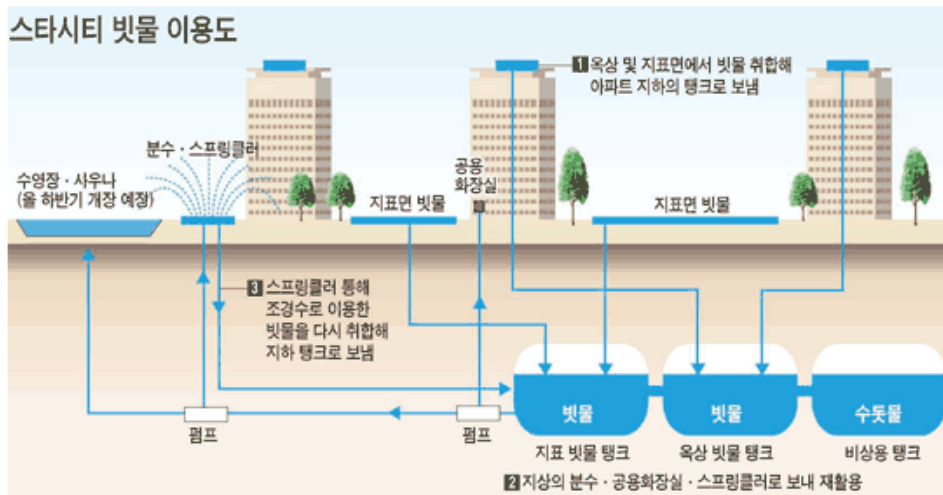 스타시티 빗물 이용도
1 옥상 및 지표면에서 빗물 취합해
아파트 지하의 탱크로 보냄
분수·스프링클러
수영장·사우나
(올 하반기 개장 예정)
공용
화장실
지표면 빗물
지표면 빗물
3 스프링클러 통해
조경수로 이용한
빗물을 다시 취합해
지하 탱크로 보냄
빗물
빗물
수돗물
펌프
펌프
지표 빗물 탱크
옥상 빗물 탱크
비상용 탱크
2 지상의 분수·공용화장실·스프링클러로 보내 재활용